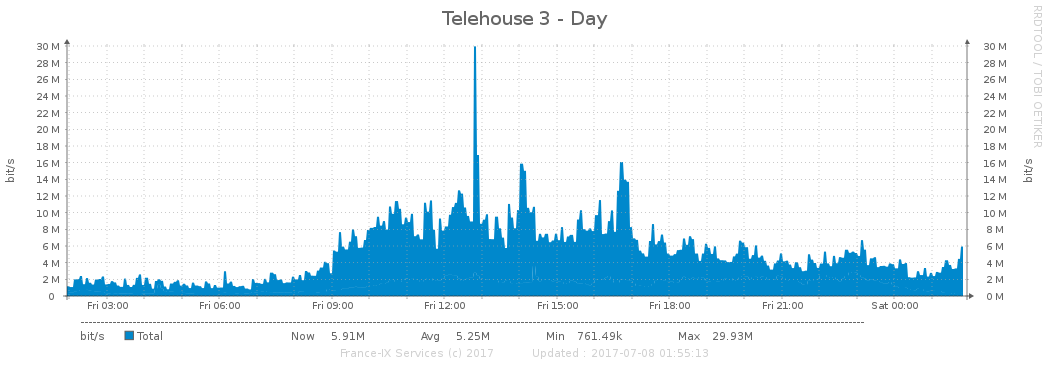 Telehouse 3 - Day
RRDTOOL / TOBI OETIKER
bit/s
30 M 30 M
28 M 28 M
26 M 26 M
24 M 24 M
22 M 22 M
20 M 20 M
18 M 18 M
16 M 16 M
14 M 14 M
12 M 12 M
10 M 10 M
8 M 8 M
6 M 6 M
4 M 4 M
2 M 2 M
0 0 M
bit/s
Fri 03:00 Fri 06:00 Fri 09:00 Fri 12:00 Fri 15:00 Fri 18:00 Fri 21:00 Sat 00:00
bit/s Total Now 5.91M Avg 5.25M Min 761.49k Max 29.93M
France-IX Services (c) 2017 Updated : 2017-07-08 01:55:13